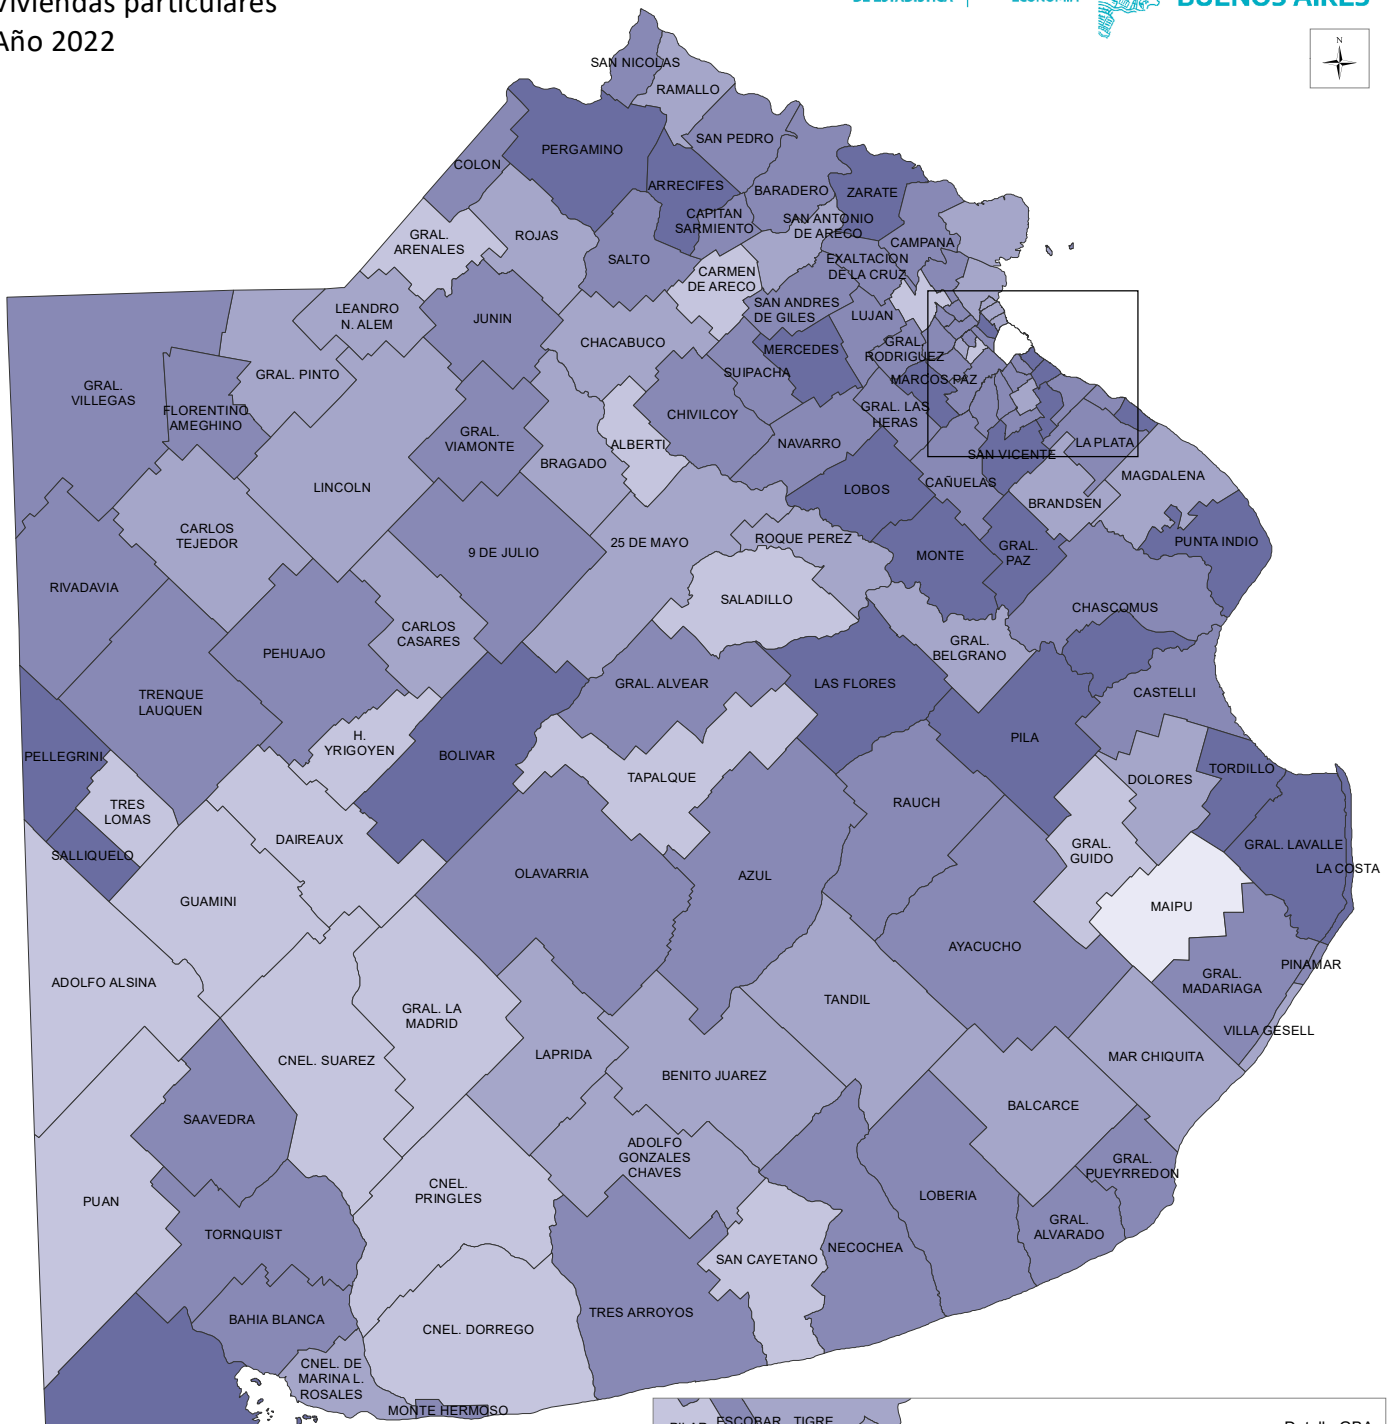 Viviendas particulares
Año 2022
BUENOS AIRES
N
SAN NICOLAS
RAMALLO
SAN PEDRO
PERGAMINO
COLON
ARRECIFES
BARADERO
ZARATE
CAPITAN
SARMIENTO
SAN ANTONIO
DE ARECO
GRAL.
ARENALES
ROJAS
SALTO
CAMPANA
CARMEN
DE ARECO
EXALTACION
DE LA CRUZ
LEANDRO
N. ALEM
JUNIN
SAN ANDRES
DE GILES
LUJAN
CHACABUCO
MERCEDES
GRAL.
RODRIGUEZ
SUIPACHA
MARCOS PAZ
GRAL. PINTO
GRAL.
VILLEGAS
FLORENTINO
AMEGHINO
CHIVILCOY
GRAL. LAS
HERAS
GRAL.
VIAMONTE
ALBERTI
NAVARRO
LA PLATA
SAN VICENTE
BRAGADO
MAGDALENA
LINCOLN
LOBOS
CAÑUELAS
BRANDSEN
CARLOS
TEJEDOR
9 DE JULIO
25 DE MAYO
ROQUE PEREZ
MONTE
GRAL.
PAZ
PUNTA INDIO
RIVADAVIA
SALADILLO
CHASCOMUS
CARLOS
CASARES
PEHUAJO
GRAL.
BELGRANO
TRENQUE
LAUQUEN
GRAL. ALVEAR
LAS FLORES
CASTELLI
PELLEGRINI
H.
YRIGOYEN
BOLIVAR
PILA
TAPALQUE
DOLORES
TORDILLO
TRES
LOMAS
RAUCH
DAIREAUX
GRAL.
GUIDO
GRAL. LAVALLE
SALLIQUELO
OLAVARRIA
AZUL
LA COSTA
GUAMINI
MAIPU
AYACUCHO
PINAMAR
ADOLFO ALSINA
GRAL.
MADARIAGA
TANDIL
GRAL. LA
MADRID
VILLA GESELL
CNEL. SUAREZ
LAPRIDA
MAR CHIQUITA
BENITO JUAREZ
BALCARCE
SAAVEDRA
ADOLFO
GONZALES
CHAVES
GRAL.
PUEYRREDON
PUAN
CNEL.
PRINGLES
LOBERIA
GRAL.
ALVARADO
TORNQUIST
NECOCHEA
SAN CAYETANO
BAHIA BLANCA
TRES ARROYOS
CNEL. DORREGO
CNEL. DE
MARINA L.
ROSALES
MONTE HERMOSO
ESCOBAR
TIGRE